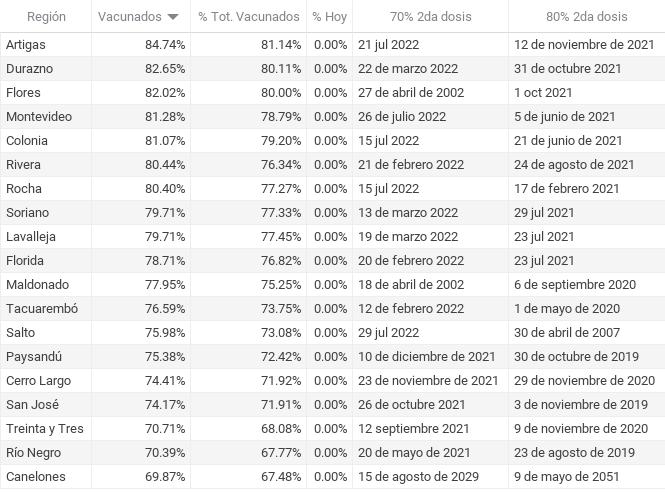 Región Vacunados % Tot. Vacunados % Hoy 70% 2da dosis 80% 2da dosis
Artigas 84.74% 81.14% 0.00% 21 jul 2022 12 de noviembre de 2021
Durazno 82.65% 80.11% 0.00% 22 de marzo 2022 31 de octubre 2021
Flores 82.02% 80.00% 0.00% 27 de abril de 2002 1 oct 2021
Montevideo 81.28% 78.79% 0.00% 26 de julio 2022 5 de junio de 2021
Colonia 81.07% 79.20% 0.00% 15 jul 2022 21 de junio de 2021
Rivera 80.44% 76.34% 0.00% 21 de febrero 2022 24 de agosto de 2021
Rocha 80.40% 77.27% 0.00% 15 jul 2022 17 de febrero 2021
Soriano 79.71% 77.33% 0.00% 13 de marzo 2022 29 jul 2021
Lavalleja 79.71% 77.45% 0.00% 19 de marzo 2022 23 jul 2021
Florida 78.71% 76.82% 0.00% 20 de febrero 2022 23 jul 2021
Maldonado 77.95% 75.25% 0.00% 18 de abril de 2002 6 de septiembre 2020
Tacuarembó 76.59% 73.75% 0.00% 12 de febrero 2022 1 de mayo de 2020
Salto 75.98% 73.08% 0.00% 29 jul 2022 30 de abril de 2007
Paysandú 75.38% 72.42% 0.00% 10 de diciembre de 2021 30 de octubre de 2019
Cerro Largo 74.41% 71.92% 0.00% 23 de noviembre de 2021 29 de noviembre de 2020
San José 74.17% 71.91% 0.00% 26 de octubre 2021 3 de noviembre de 2019
Treinta y Tres 70.71% 68.08% 0.00% 12 septiembre 2021 9 de noviembre de 2020
Río Negro 70.39% 67.77% 0.00% 20 de mayo de 2021 23 de agosto de 2019
Canelones 69.87% 67.48% 0.00% 15 de agosto de 2029 9 de mayo de 2051